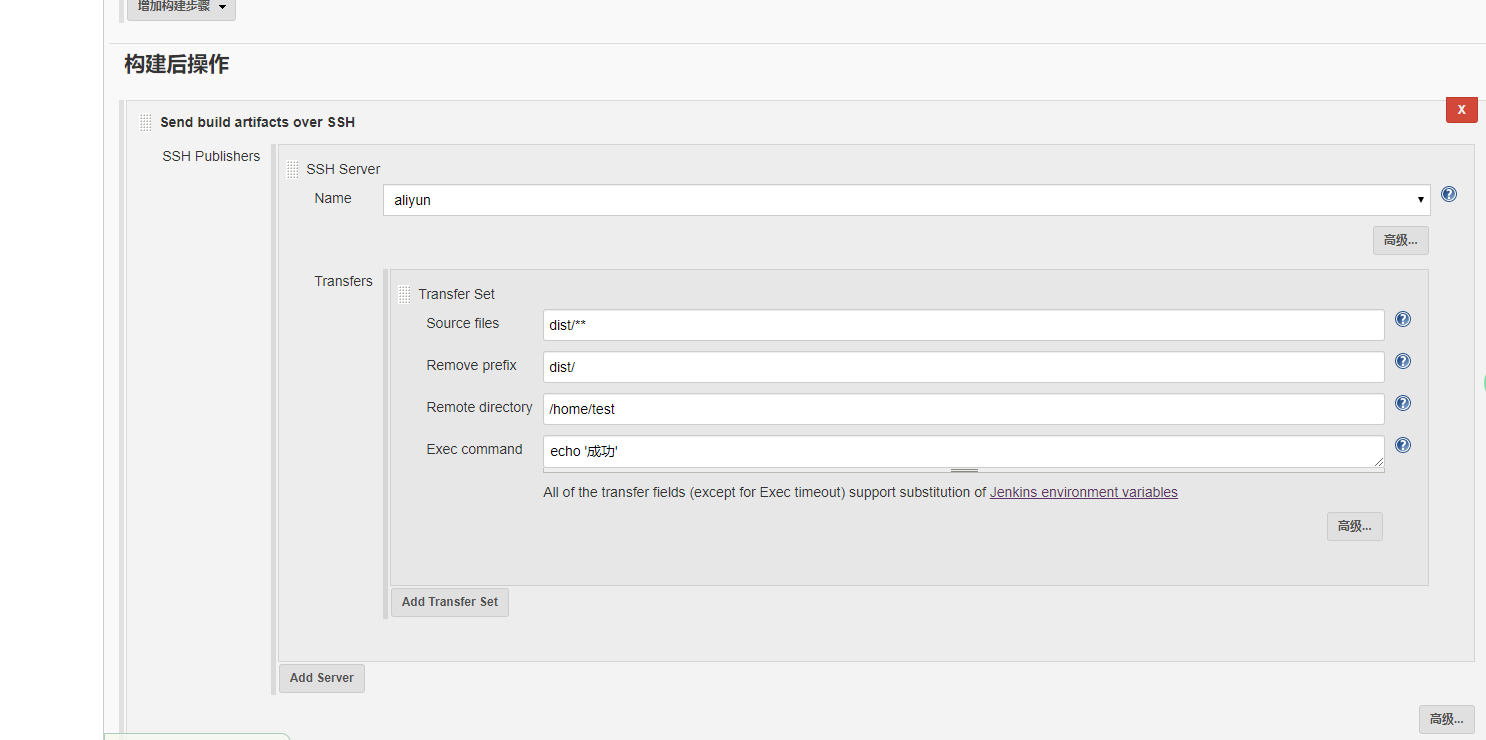 增加构建步骤
构建后操作
X
Send build artifacts over SSH
SSH Publishers
SSH Server
Name
aliyun
高级...
Transfers
Transfer Set
Source files
dist/**
Remove prefix
dist/
Remote directory
/home/test
Exec command
echo '成功'
All of the transfer fields (except for Exec timeout) support substitution of Jenkins environment variables
高级...
Add Transfer Set
Add Server
高级...